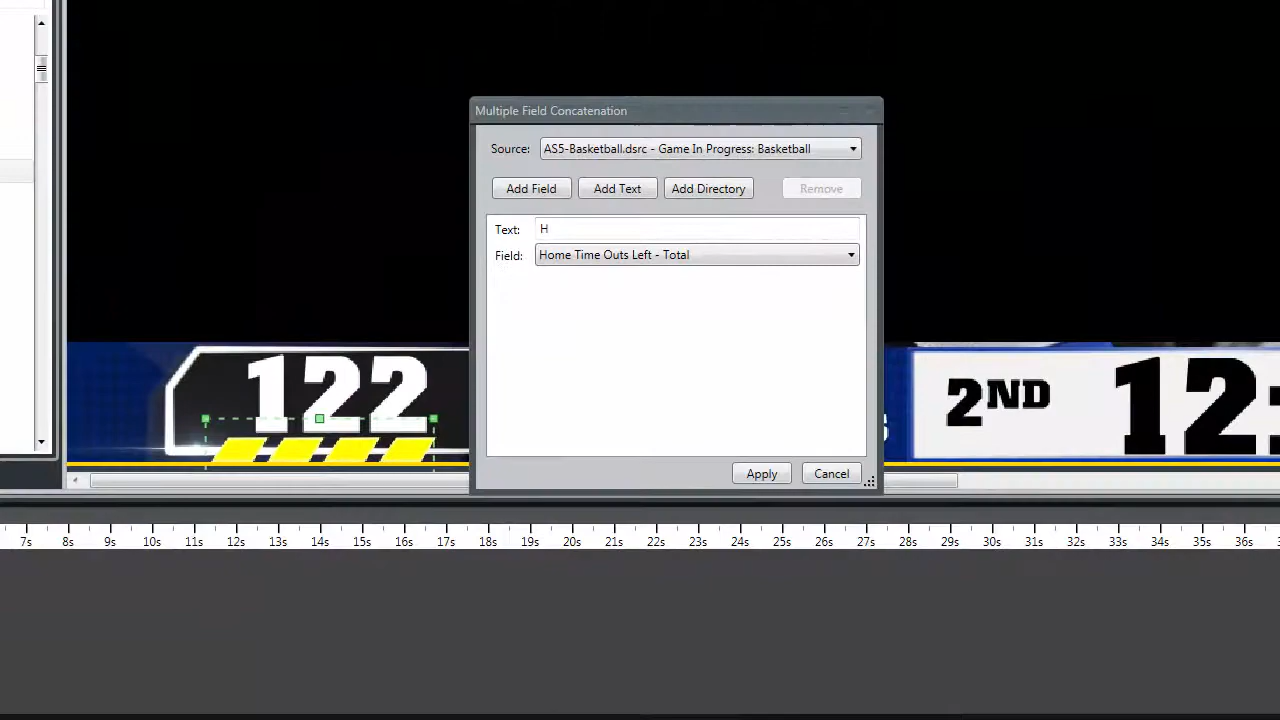 Multiple Field Concatenation
Source: AS5-Basketball.dsrc - Game In Progress: Basketball
Add Field Add Text Add Directory Remove
Text: H
Field: Home Time Outs Left - Total
122
2ND 12:
Apply Cancel
7s 8s 9s 10s 11s 12s 13s 14s 15s 16s 17s 18s 19s 20s 21s 22s 23s 24s 25s 26s 27s 28s 29s 30s 31s 32s 33s 34s 35s 36s